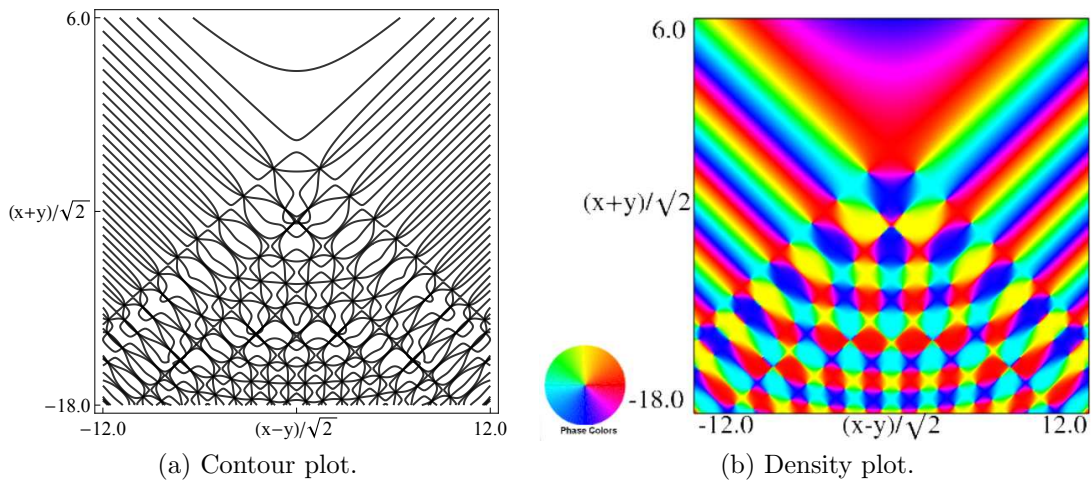 6.0
(x+y)/√2
−18.0
−12.0
(x−y)/√2
12.0
(a) Contour plot.
6.0
(x+y)/√2
-18.0
Phase Colors
-12.0
(x-y)/√2
12.0
(b) Density plot.